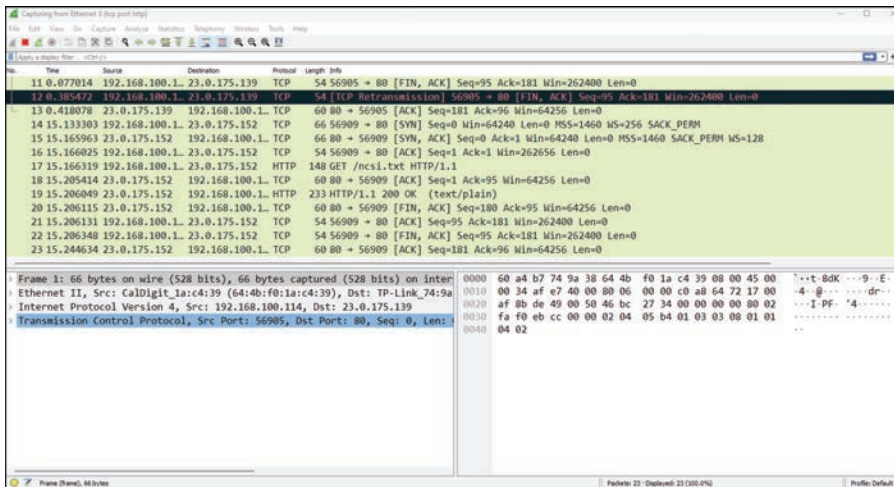 Capturing from Ethernet 3 (tcp port http)
File Edit View Go Capture Analyze Statistics Telephony Wireless Tools Help
Apply a display filter ... <Ctrl-/>
No. Time Source Destination Protocol Length Info
11 0.077014 192.168.100.1… 23.0.175.139 TCP 54 56905 → 80 [FIN, ACK] Seq=95 Ack=181 Win=262400 Len=0
12 0.385472 192.168.100.1… 23.0.175.139 TCP 54 [TCP Retransmission] 56905 → 80 [FIN, ACK] Seq=95 Ack=181 Win=262400 Len=0
13 0.418078 23.0.175.139 192.168.100.1… TCP 60 80 → 56905 [ACK] Seq=181 Ack=96 Win=64256 Len=0
14 15.133303 192.168.100.1… 23.0.175.152 TCP 66 56909 → 80 [SYN] Seq=0 Win=64240 Len=0 MSS=1460 WS=256 SACK_PERM
15 15.165963 23.0.175.152 192.168.100.1… TCP 66 80 → 56909 [SYN, ACK] Seq=0 Ack=1 Win=64240 Len=0 MSS=1460 SACK_PERM WS=128
16 15.166025 192.168.100.1… 23.0.175.152 TCP 54 56909 → 80 [ACK] Seq=1 Ack=1 Win=262656 Len=0
17 15.166319 192.168.100.1… 23.0.175.152 HTTP 148 GET /ncsi.txt HTTP/1.1
18 15.205414 23.0.175.152 192.168.100.1… TCP 60 80 → 56909 [ACK] Seq=1 Ack=95 Win=64256 Len=0
19 15.206049 23.0.175.152 192.168.100.1… HTTP 233 HTTP/1.1 200 OK (text/plain)
20 15.206115 23.0.175.152 192.168.100.1… TCP 60 80 → 56909 [FIN, ACK] Seq=180 Ack=95 Win=64256 Len=0
21 15.206131 192.168.100.1… 23.0.175.152 TCP 54 56909 → 80 [ACK] Seq=95 Ack=181 Win=262400 Len=0
22 15.206348 192.168.100.1… 23.0.175.152 TCP 54 56909 → 80 [FIN, ACK] Seq=95 Ack=181 Win=262400 Len=0
23 15.244634 23.0.175.152 192.168.100.1… TCP 60 80 → 56909 [ACK] Seq=181 Ack=96 Win=64256 Len=0
Frame 1: 66 bytes on wire (528 bits), 66 bytes captured (528 bits) on inter
Ethernet II, Src: CalDigit_1a:c4:39 (64:4b:f0:1a:c4:39), Dst: TP-Link_74:9a
Internet Protocol Version 4, Src: 192.168.100.114, Dst: 23.0.175.139
Transmission Control Protocol, Src Port: 56905, Dst Port: 80, Seq: 0, Len:
0000 60 a4 b7 74 9a 38 64 4b f0 1a c4 39 08 00 45 00 `··t·8dK ···9··E·
0010 00 34 af e7 40 00 80 06 00 00 c0 a8 64 72 17 00 ·4··@··· ····dr··
0020 af 8b de 49 00 50 46 bc 27 34 00 00 00 00 80 02 ···I·PF· '4······
0030 fa f0 eb cc 00 00 02 04 05 b4 01 03 03 08 01 01 ········ ········
0040 04 02 ··
Frame (frame), 66 bytes
Packets: 23 · Displayed: 23 (100.0%)
Profile: Default